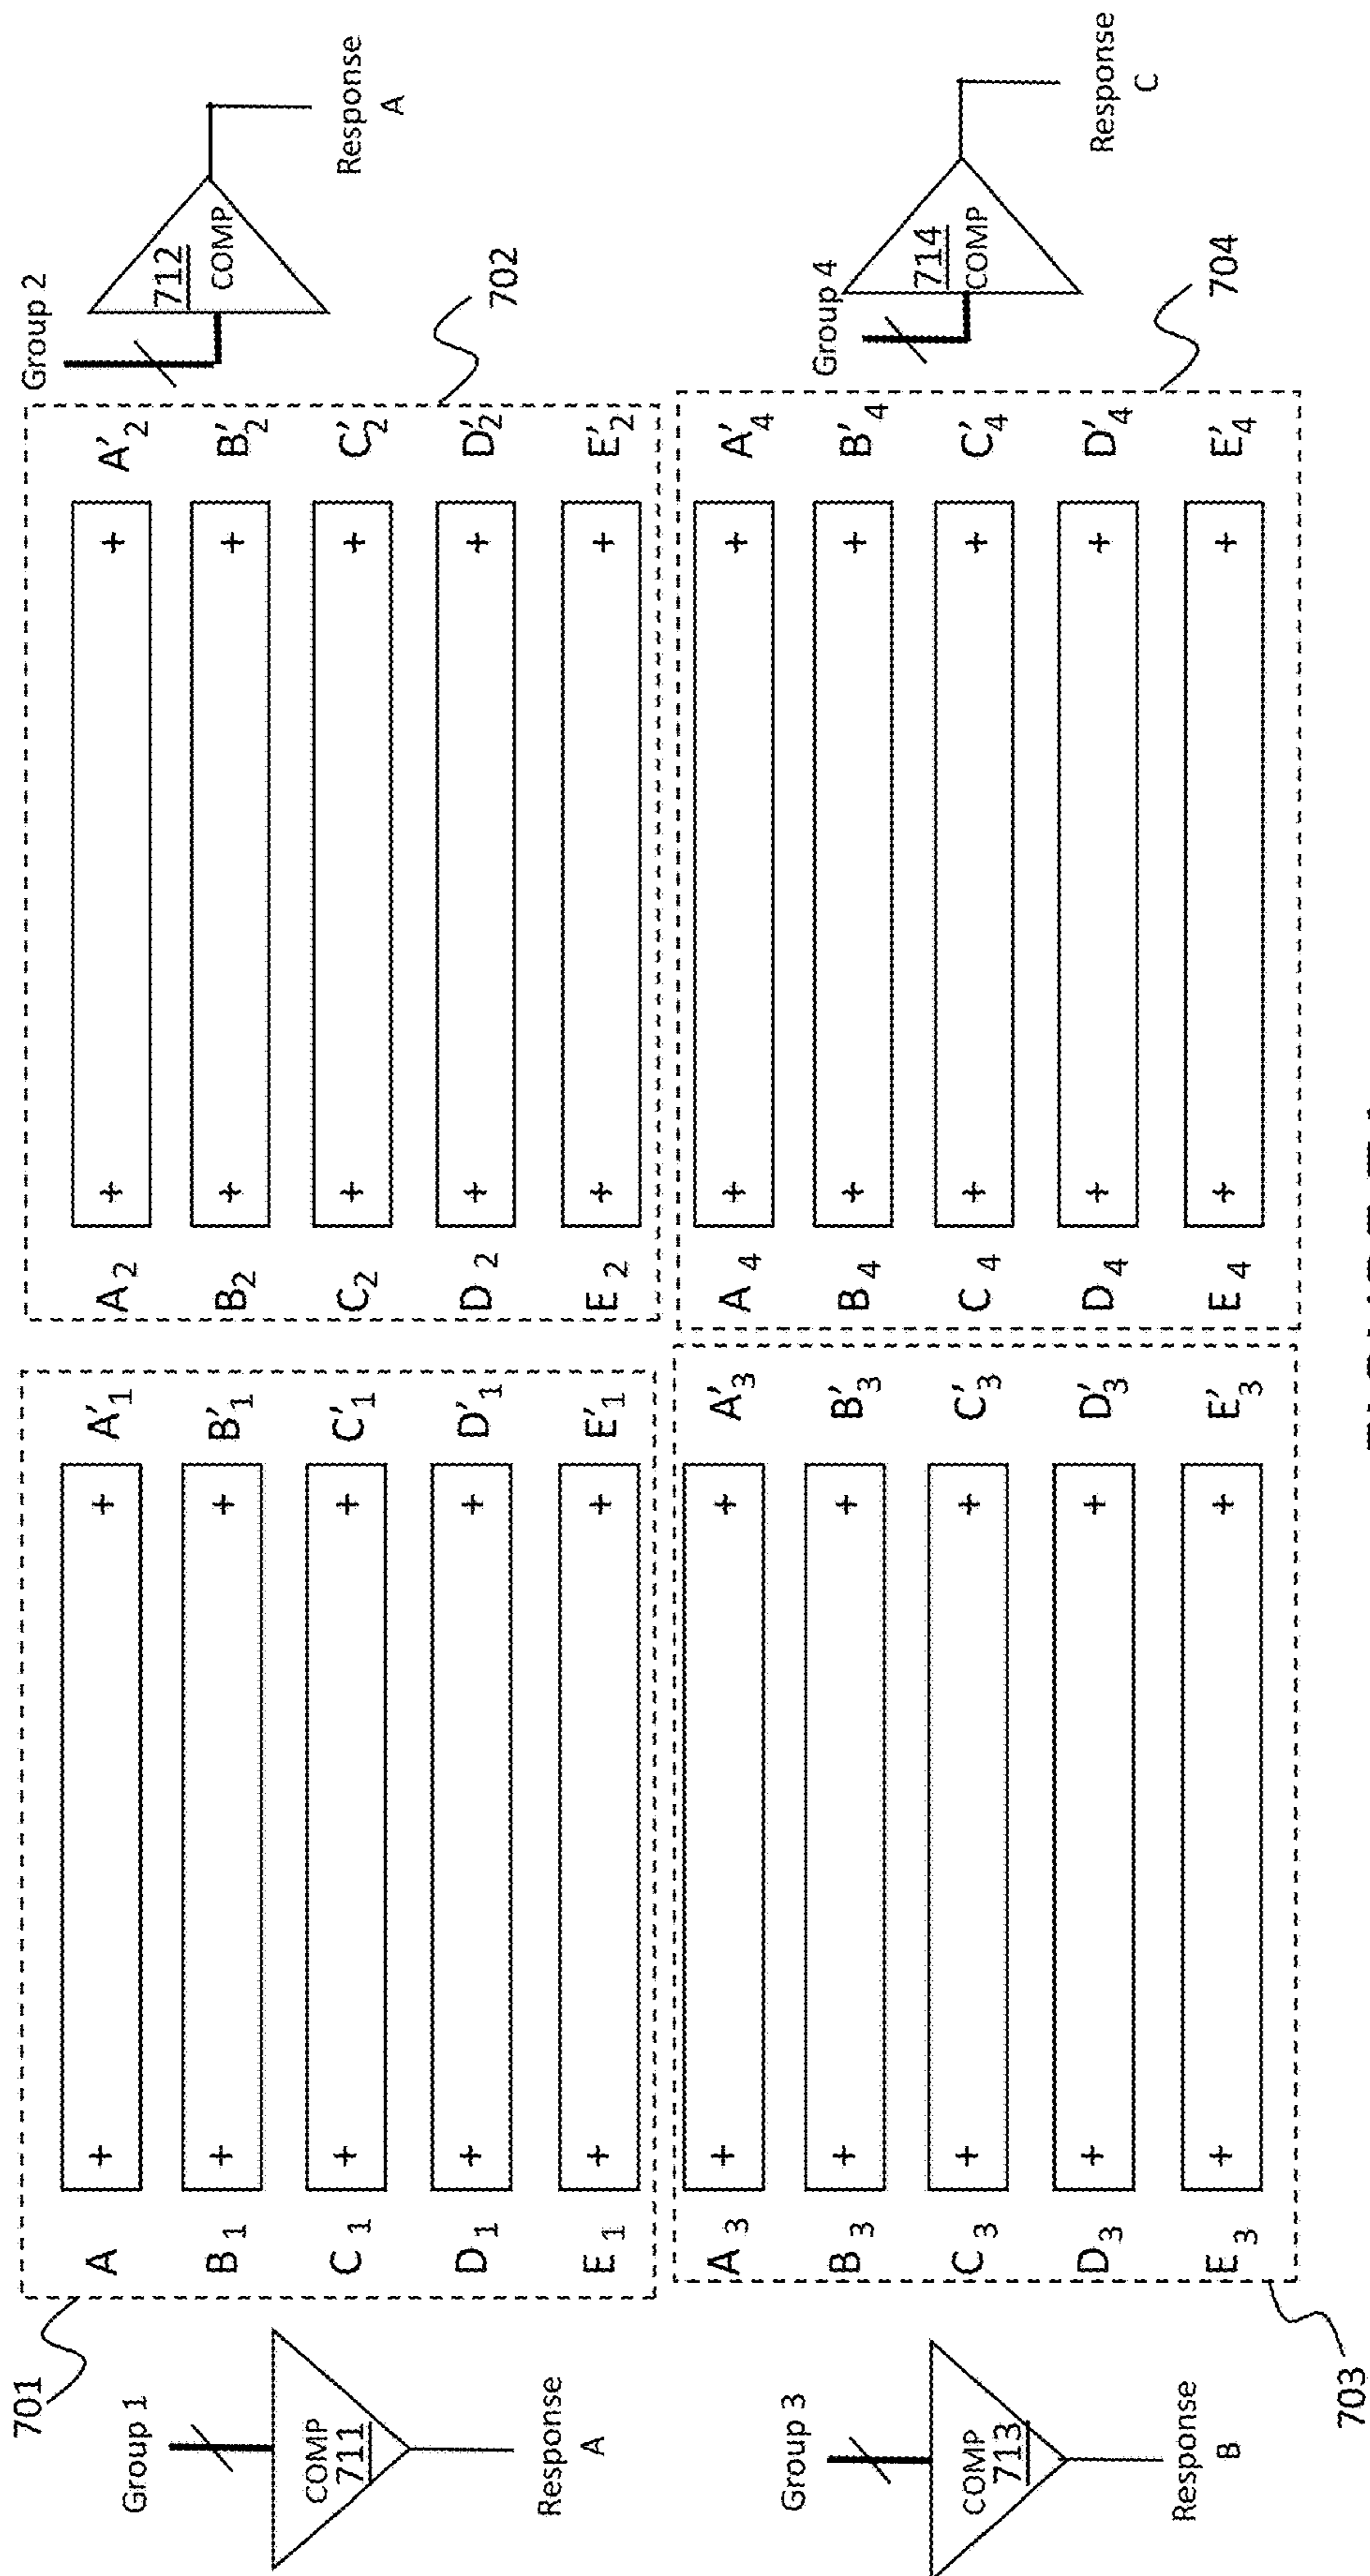 701
Group 1
COMP
711
Response
A
A A'1
B1 B'1
C1 C'1
D1 D'1
E1 E'1
A2 A'2
B2 B'2
C2 C'2
D2 D'2
E2 E'2
Group 2
712
COMP
Response
A
702
Group 3
COMP
713
Response
B
703
A3 A'3
B3 B'3
C3 C'3
D3 D'3
E3 E'3
A4 A'4
B4 B'4
C4 C'4
D4 D'4
E4 E'4
Group 4
714
COMP
Response
C
704